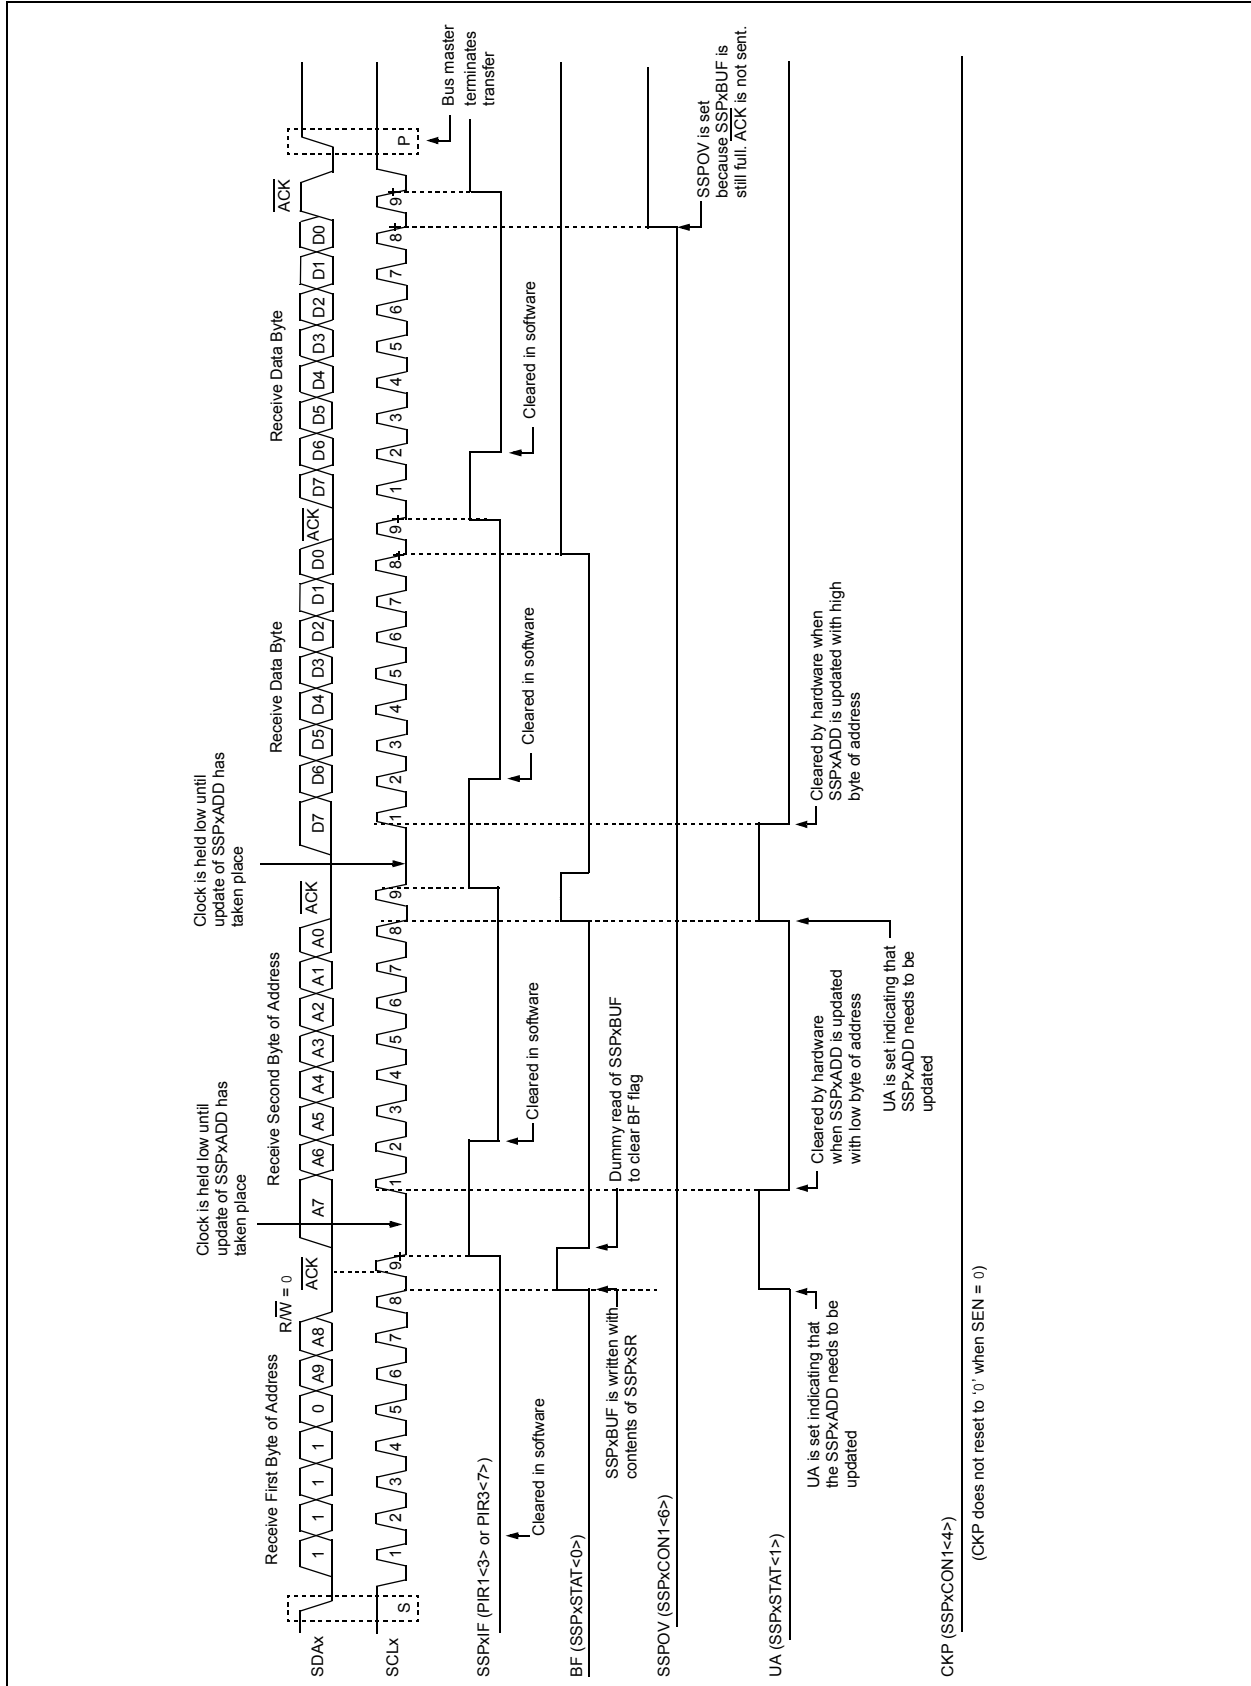 Clock is held low until
update of SSPxADD has
taken place
Clock is held low until
update of SSPxADD has
taken place
Receive First Byte of Address
R/W = 0
ACK
Receive Second Byte of Address
ACK
Receive Data Byte
ACK
Receive Data Byte
ACK
SDAx
1 1 1 1 0 A9 A8 A7 A6 A5 A4 A3 A2 A1 A0 D7 D6 D5 D4 D3 D2 D1 D0 D7 D6 D5 D4 D3 D2 D1 D0
SCLx
S 1 2 3 4 5 6 7 8 9 1 2 3 4 5 6 7 8 9 1 2 3 4 5 6 7 8 9 1 2 3 4 5 6 7 8 9 P
Bus master
terminates
transfer
SSPxIF (PIR1<3> or PIR3<7>)
Cleared in software
Cleared in software
Cleared in software
Cleared in software
BF (SSPxSTAT<0>)
SSPxBUF is written with
contents of SSPxSR
Dummy read of SSPxBUF
to clear BF flag
SSPOV (SSPxCON1<6>)
SSPOV is set
because SSPxBUF is
still full. ACK is not sent.
UA (SSPxSTAT<1>)
UA is set indicating that
the SSPxADD needs to be
updated
Cleared by hardware
when SSPxADD is updated
with low byte of address
UA is set indicating that
SSPxADD needs to be
updated
Cleared by hardware when
SSPxADD is updated with high
byte of address
CKP (SSPxCON1<4>)
(CKP does not reset to ‘0’ when SEN = 0)